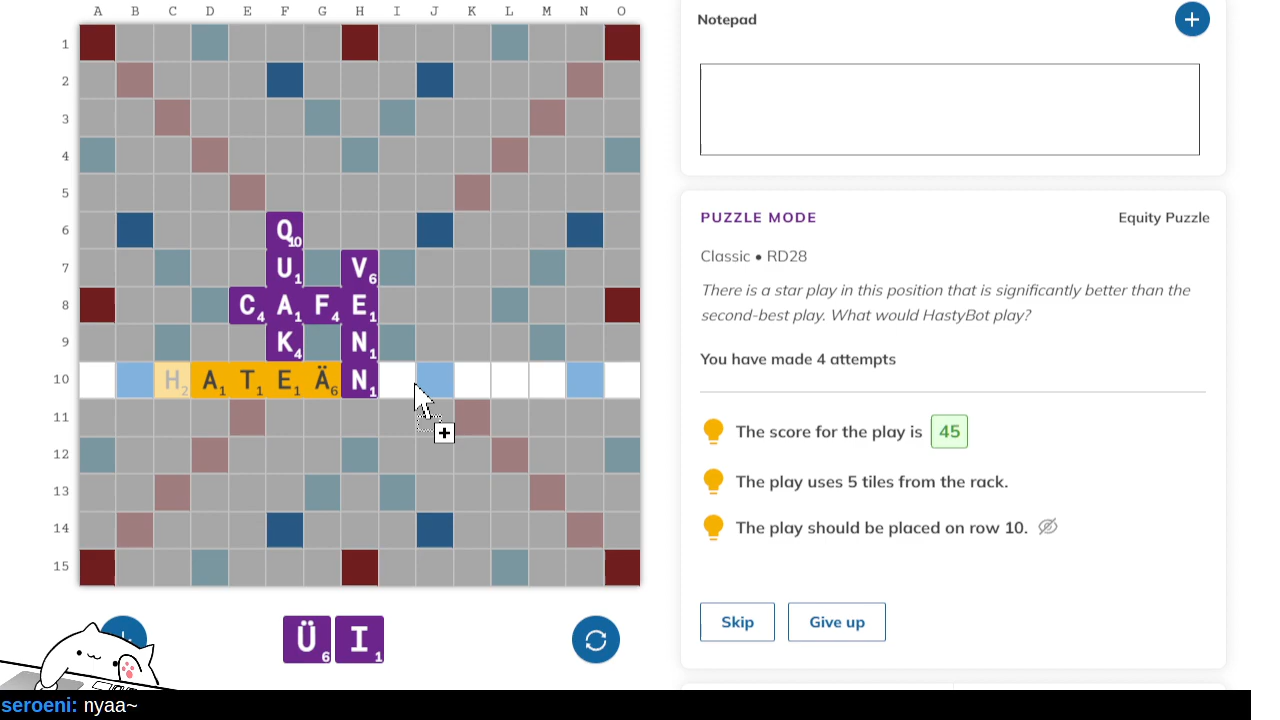 A B C D E F G H I J K L M N O
Notepad
1
2
3
4
5
6 Q10
7 U1 V6
8 C4 A1 F4 E1
9 K4 N1
10 H2 A1 T1 E1 Ä6 N1
11
12
13
14
15
Ü6 I1
PUZZLE MODE Equity Puzzle
Classic • RD28
There is a star play in this position that is significantly better than the
second-best play. What would HastyBot play?
You have made 4 attempts
The score for the play is 45
The play uses 5 tiles from the rack.
The play should be placed on row 10.
Skip Give up
seroeni: nyaa~